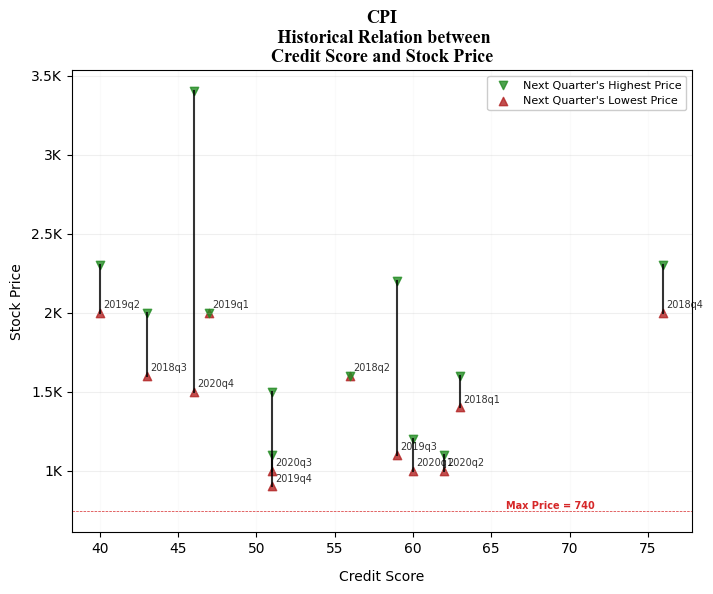 CPI
Historical Relation between
Credit Score and Stock Price
3.5K
3K
2.5K
2K
1.5K
1K
Stock Price
Next Quarter's Highest Price
Next Quarter's Lowest Price
2019q2
2018q3
2020q4
2019q1
2020q3
2019q4
2018q2
2019q3
2020q1
2020q2
2018q1
2018q4
Max Price = 740
40
45
50
55
60
65
70
75
Credit Score